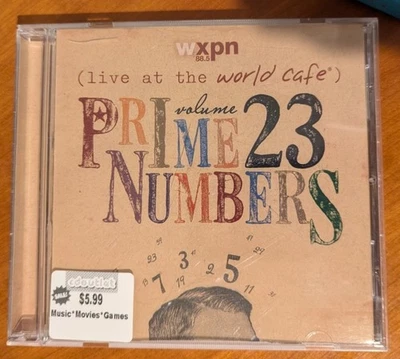 wxpn
88.5
(live at the world cafe®)
volume
PRIME 23
NUMBERS
23
3
5
7
19
2
11
cdoutlet
USED
$5.99
Music*Movies*Games